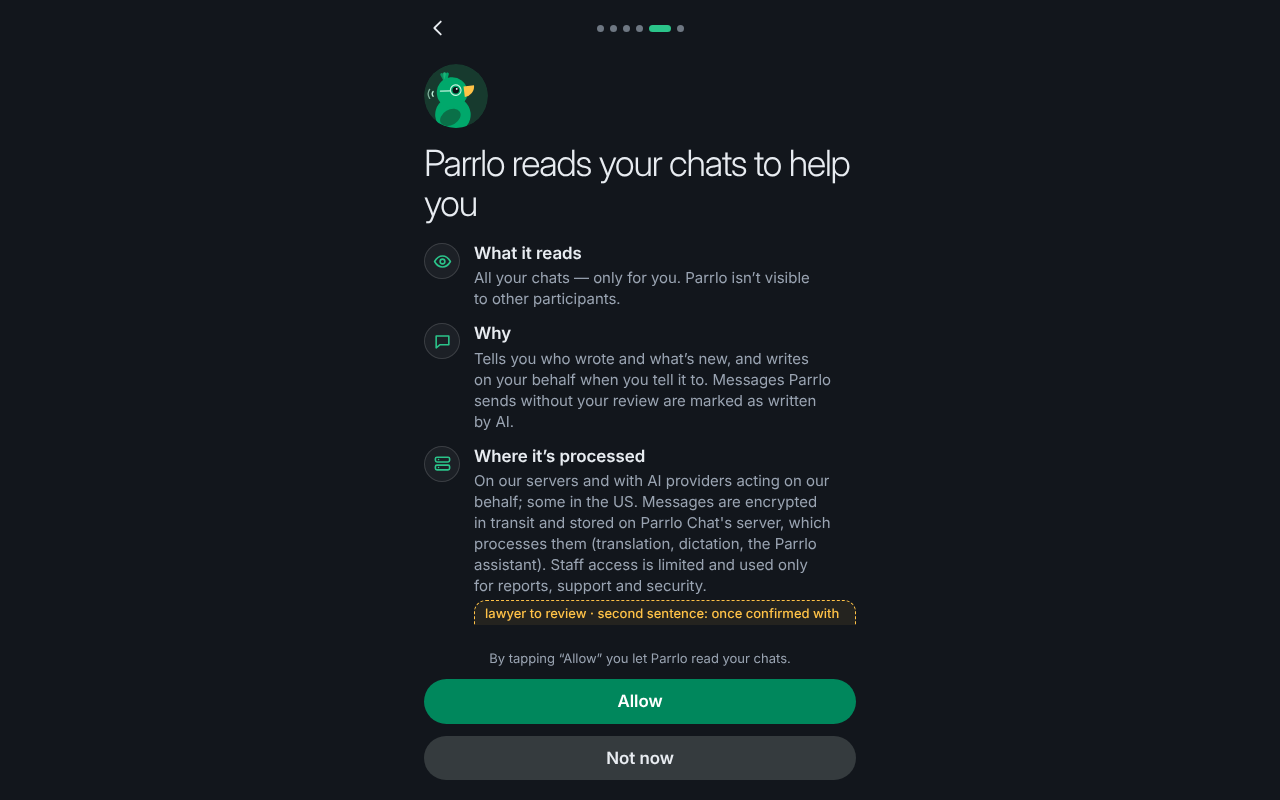 Parrlo reads your chats to help
you
What it reads
All your chats — only for you. Parrlo isn’t visible
to other participants.
Why
Tells you who wrote and what’s new, and writes
on your behalf when you tell it to. Messages Parrlo
sends without your review are marked as written
by AI.
Where it’s processed
On our servers and with AI providers acting on our
behalf; some in the US. Messages are encrypted
in transit and stored on Parrlo Chat's server, which
processes them (translation, dictation, the Parrlo
assistant). Staff access is limited and used only
for reports, support and security.
lawyer to review · second sentence: once confirmed with
By tapping “Allow” you let Parrlo read your chats.
Allow
Not now